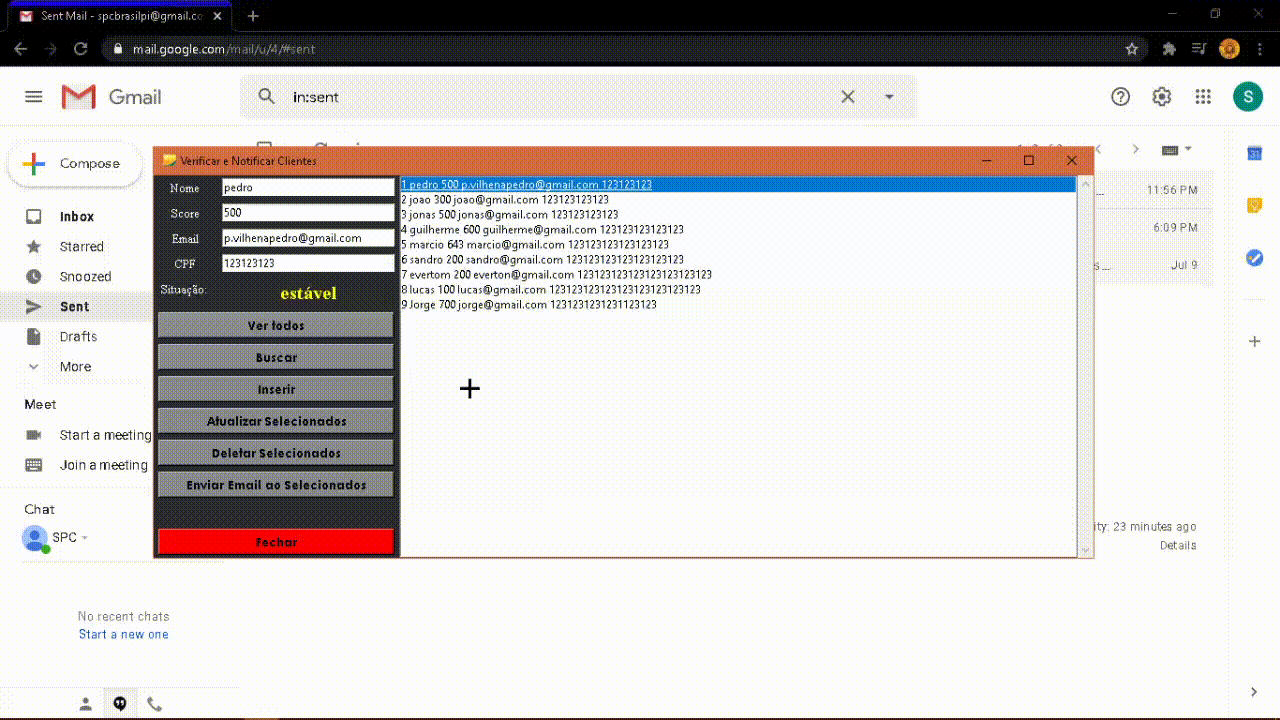 Sent Mail - spcbrasilpi@gmail.co
mail.google.com/mail/u/4/#sent
Gmail
in:sent
S
Compose
Inbox
Starred
Snoozed
Sent
Drafts
More
Meet
Start a meeting
Join a meeting
Chat
SPC
No recent chats
Start a new one
Verificar e Notificar Clientes
Nome pedro
Score 500
Email p.vilhenapedro@gmail.com
CPF 123123123
Situação: estável
Ver todos
Buscar
Inserir
Atualizar Selecionados
Deletar Selecionados
Enviar Email ao Selecionados
Fechar
1 pedro 500 p.vilhenapedro@gmail.com 123123123
2 joao 300 joao@gmail.com 123123123123
3 jonas 500 jonas@gmail.com 123123123123
4 guilherme 600 guilherme@gmail.com 123123123123123
5 marcio 643 marcio@gmail.com 123123123123123
6 sandro 200 sandro@gmail.com 123123123123123
7 evertom 200 everton@gmail.com 123123123123123123123
8 lucas 100 lucas@gmail.com 123123123123123123123
9 Jorge 700 jorge@gmail.com 1231231231231123123
11:56 PM
6:09 PM
s... Jul 9
ity: 23 minutes ago
Details
31